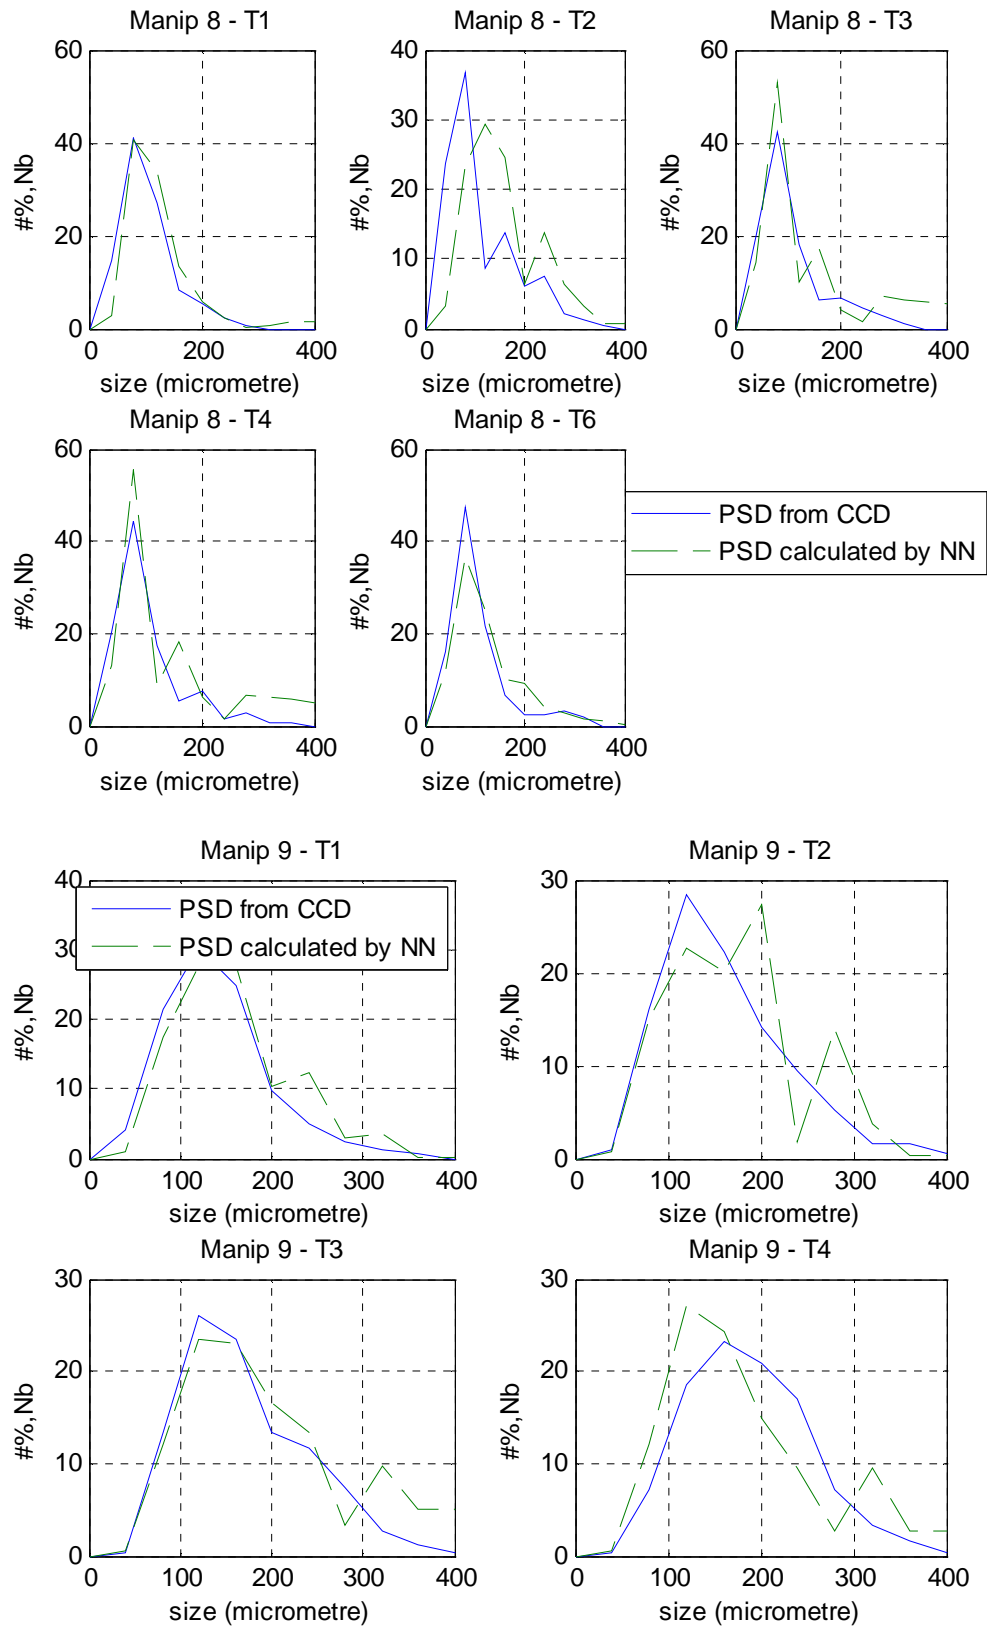 Manip 8 - T1
60
40
20
0
0 200 400
#%,Nb
size (micrometre)
Manip 8 - T2
40
30
20
10
0
0 200 400
#%,Nb
size (micrometre)
Manip 8 - T3
60
40
20
0
0 200 400
#%,Nb
size (micrometre)
Manip 8 - T4
60
40
20
0
0 200 400
#%,Nb
size (micrometre)
Manip 8 - T6
60
40
20
0
0 200 400
#%,Nb
size (micrometre)
PSD from CCD
PSD calculated by NN
Manip 9 - T1
40
30
20
10
0
0 100 200 300 400
#%,Nb
size (micrometre)
PSD from CCD
PSD calculated by NN
Manip 9 - T2
30
20
10
0
0 100 200 300 400
#%,Nb
size (micrometre)
Manip 9 - T3
30
20
10
0
0 100 200 300 400
#%,Nb
size (micrometre)
Manip 9 - T4
30
20
10
0
0 100 200 300 400
#%,Nb
size (micrometre)